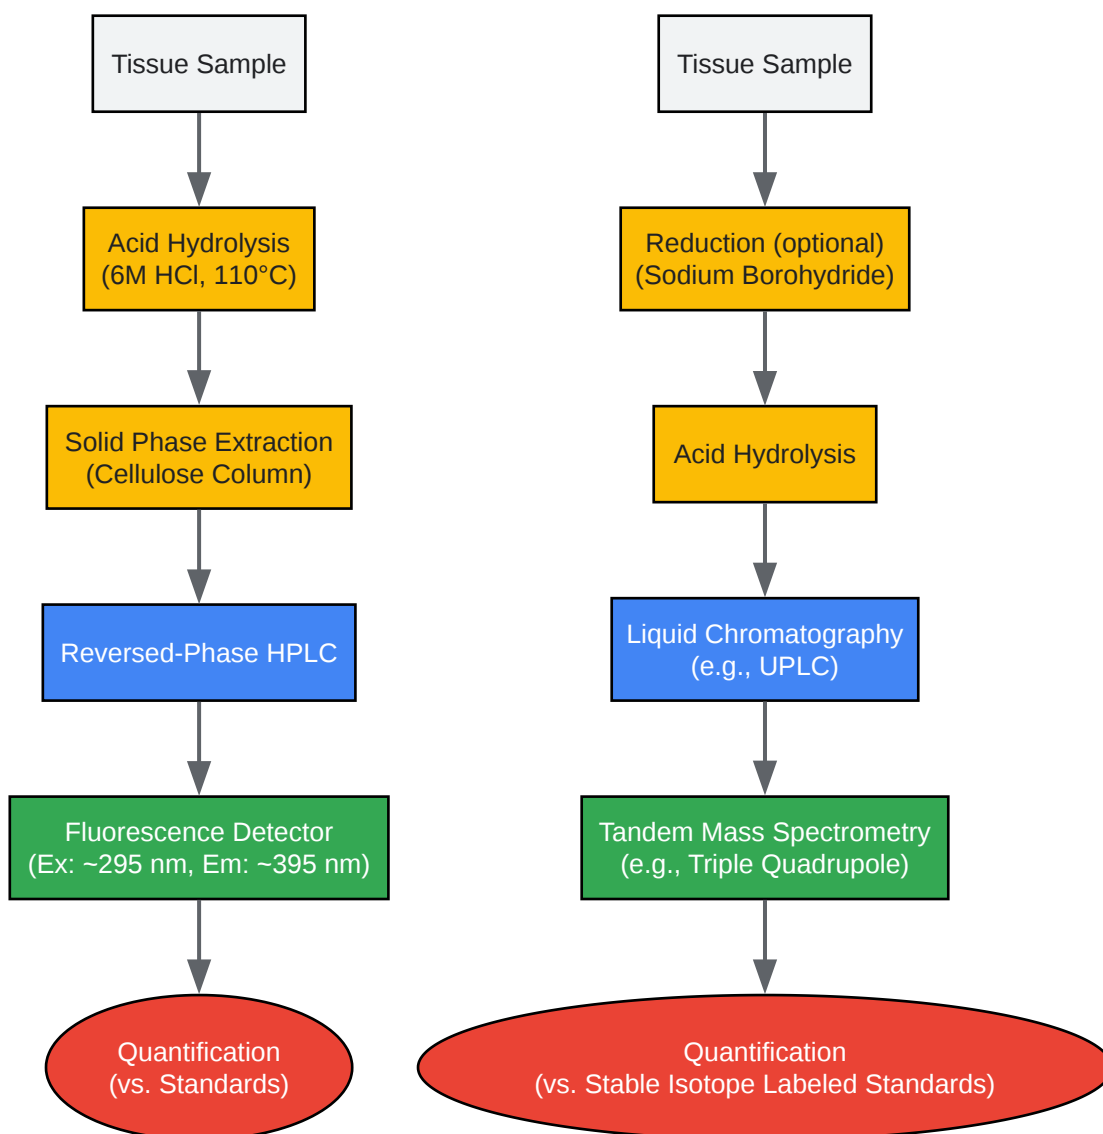 Tissue Sample
Acid Hydrolysis
(6M HCl, 110°C)
Solid Phase Extraction
(Cellulose Column)
Reversed-Phase HPLC
Fluorescence Detector
(Ex: ~295 nm, Em: ~395 nm)
Quantification
(vs. Standards)
Tissue Sample
Reduction (optional)
(Sodium Borohydride)
Acid Hydrolysis
Liquid Chromatography
(e.g., UPLC)
Tandem Mass Spectrometry
(e.g., Triple Quadrupole)
Quantification
(vs. Stable Isotope Labeled Standards)